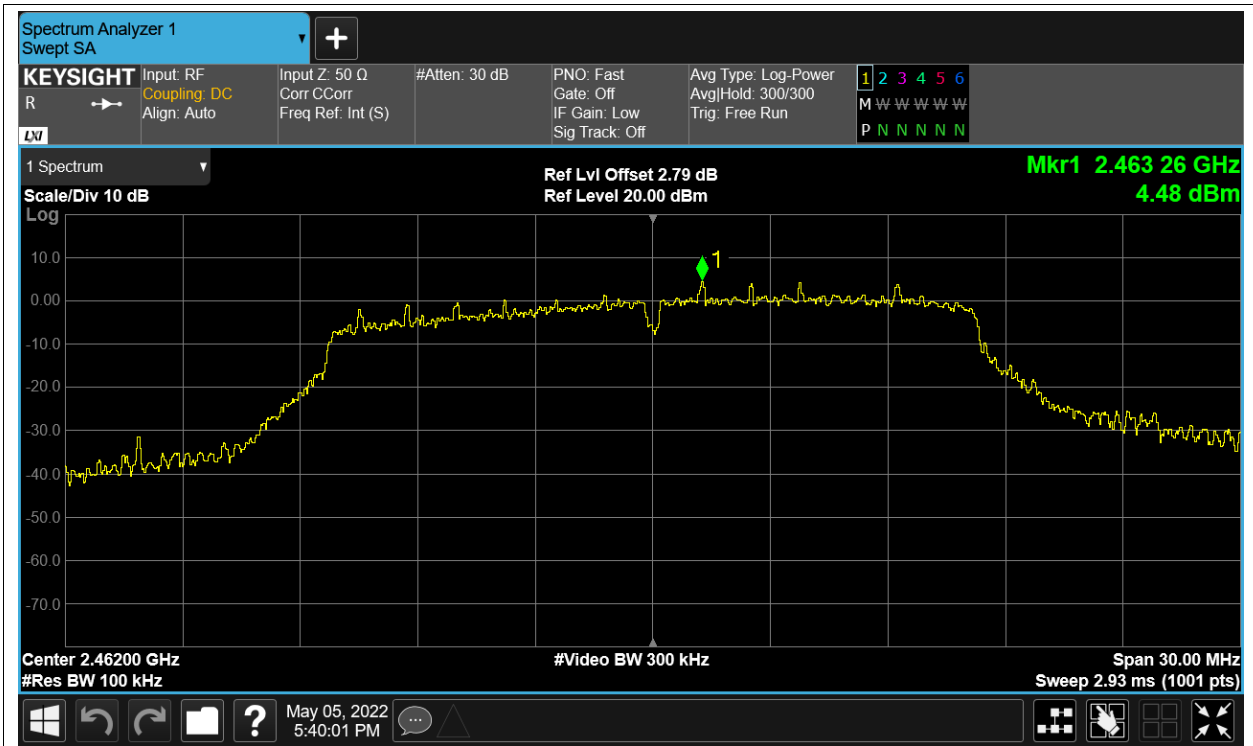 Spectrum Analyzer 1
Swept SA
+
KEYSIGHT
R
LXI
Input: RF
Coupling: DC
Align: Auto
Input Z: 50 Ω
Corr CCorr
Freq Ref: Int (S)
#Atten: 30 dB
PNO: Fast
Gate: Off
IF Gain: Low
Sig Track: Off
Avg Type: Log-Power
Avg|Hold: 300/300
Trig: Free Run
1 2 3 4 5 6
M W W W W W W
P N N N N N N
1 Spectrum
Scale/Div 10 dB
Ref Lvl Offset 2.79 dB
Ref Level 20.00 dBm
Mkr1 2.463 26 GHz
4.48 dBm
Log
1
10.0
0.00
-10.0
-20.0
-30.0
-40.0
-50.0
-60.0
-70.0
Center 2.46200 GHz
#Res BW 100 kHz
#Video BW 300 kHz
Span 30.00 MHz
Sweep 2.93 ms (1001 pts)
?
May 05, 2022
5:40:01 PM